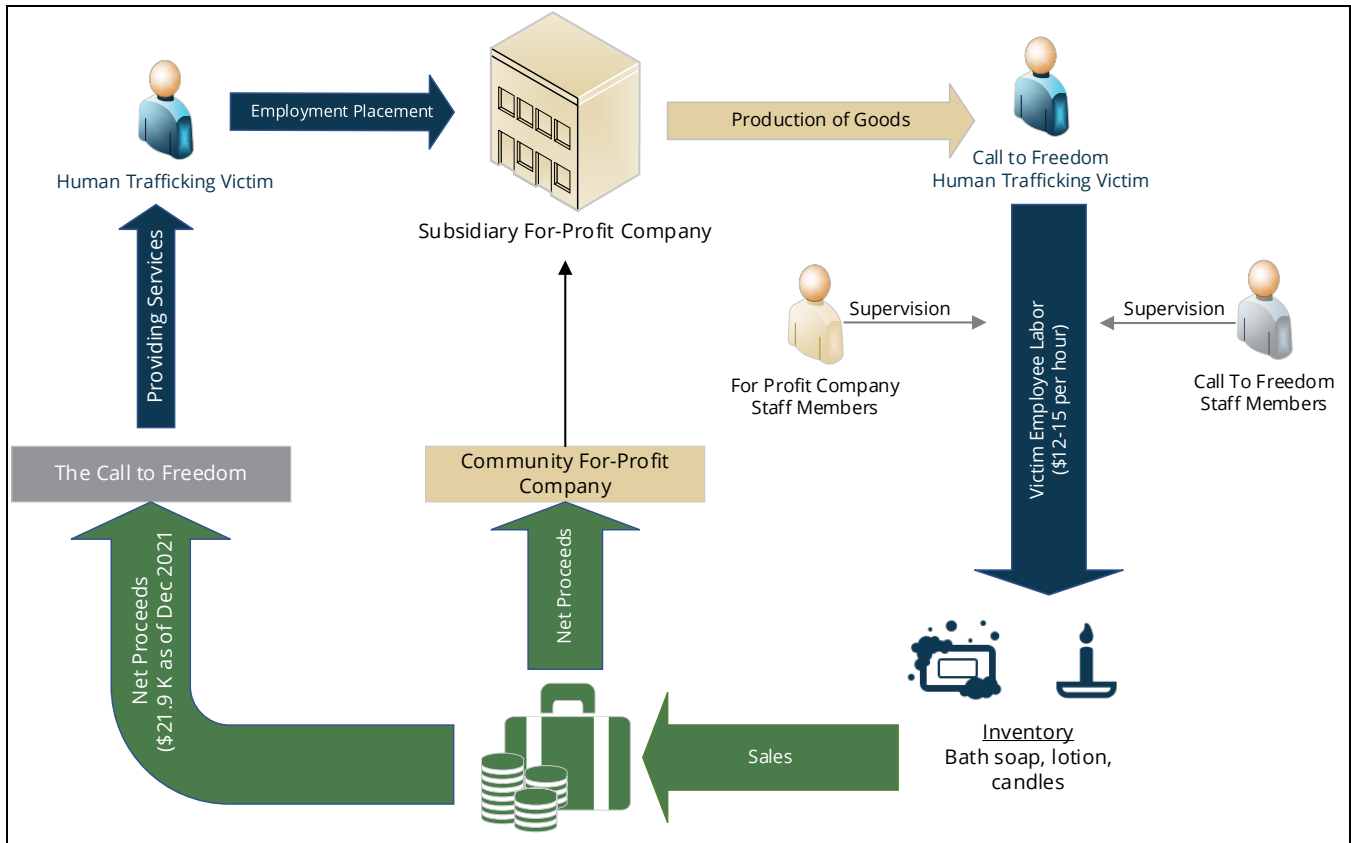 Employment Placement
Production of Goods
Human Trafficking Victim
Call to Freedom
Human Trafficking Victim
Subsidiary For-Profit Company
Providing Services
Supervision
Supervision
For Profit Company
Staff Members
Call To Freedom
Staff Members
Victim Employee Labor
($12-15 per hour)
The Call to Freedom
Community For-Profit
Company
Net Proceeds
($21.9 K as of Dec 2021
Net Proceeds
Sales
Inventory
Bath soap, lotion,
candles